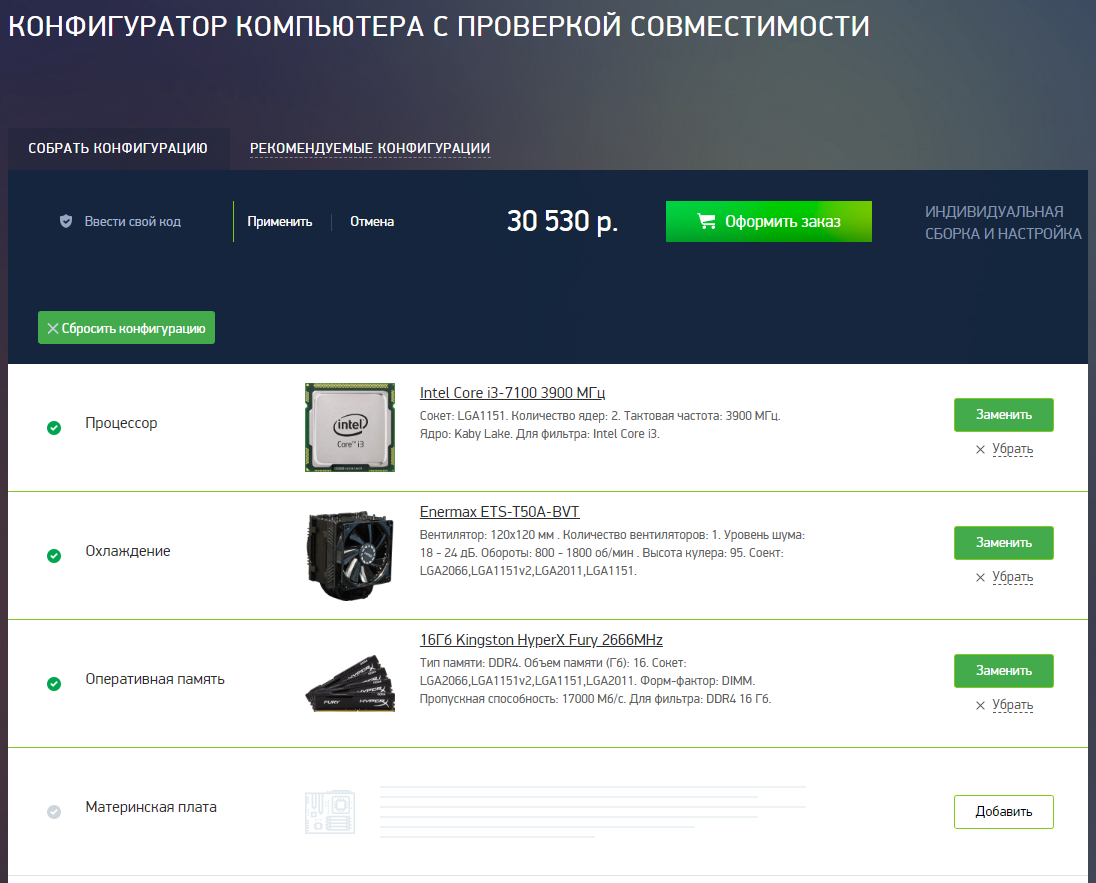 КОНФИГУРАТОР КОМПЬЮТЕРА С ПРОВЕРКОЙ СОВМЕСТИМОСТИ
СОБРАТЬ КОНФИГУРАЦИЮ
РЕКОМЕНДУЕМЫЕ КОНФИГУРАЦИИ
Ввести свой код
Применить
Отмена
30 530 р.
Оформить заказ
ИНДИВИДУАЛЬНАЯ
СБОРКА И НАСТРОЙКА
Сбросить конфигурацию
Процессор
intel
Core™ i3
Intel Core i3-7100 3900 МГц
Сокет: LGA1151. Количество ядер: 2. Тактовая частота: 3900 МГц.
Ядро: Kaby Lake. Для фильтра: Intel Core i3.
Заменить
Убрать
Охлаждение
Enermax ETS-T50A-BVT
Вентилятор: 120x120 мм . Количество вентиляторов: 1. Уровень шума:
18 - 24 дБ. Обороты: 800 - 1800 об/мин . Высота кулера: 95. Соект:
LGA2066,LGA1151v2,LGA2011,LGA1151.
Заменить
Убрать
Оперативная память
FURY
HYPERX
16Гб Kingston HyperX Fury 2666MHz
Тип памяти: DDR4. Объем памяти (Гб): 16. Сокет:
LGA2066,LGA1151v2,LGA1151,LGA2011. Форм-фактор: DIMM.
Пропускная способность: 17000 Мб/с. Для фильтра: DDR4 16 Гб.
Заменить
Убрать
Материнская плата
Добавить